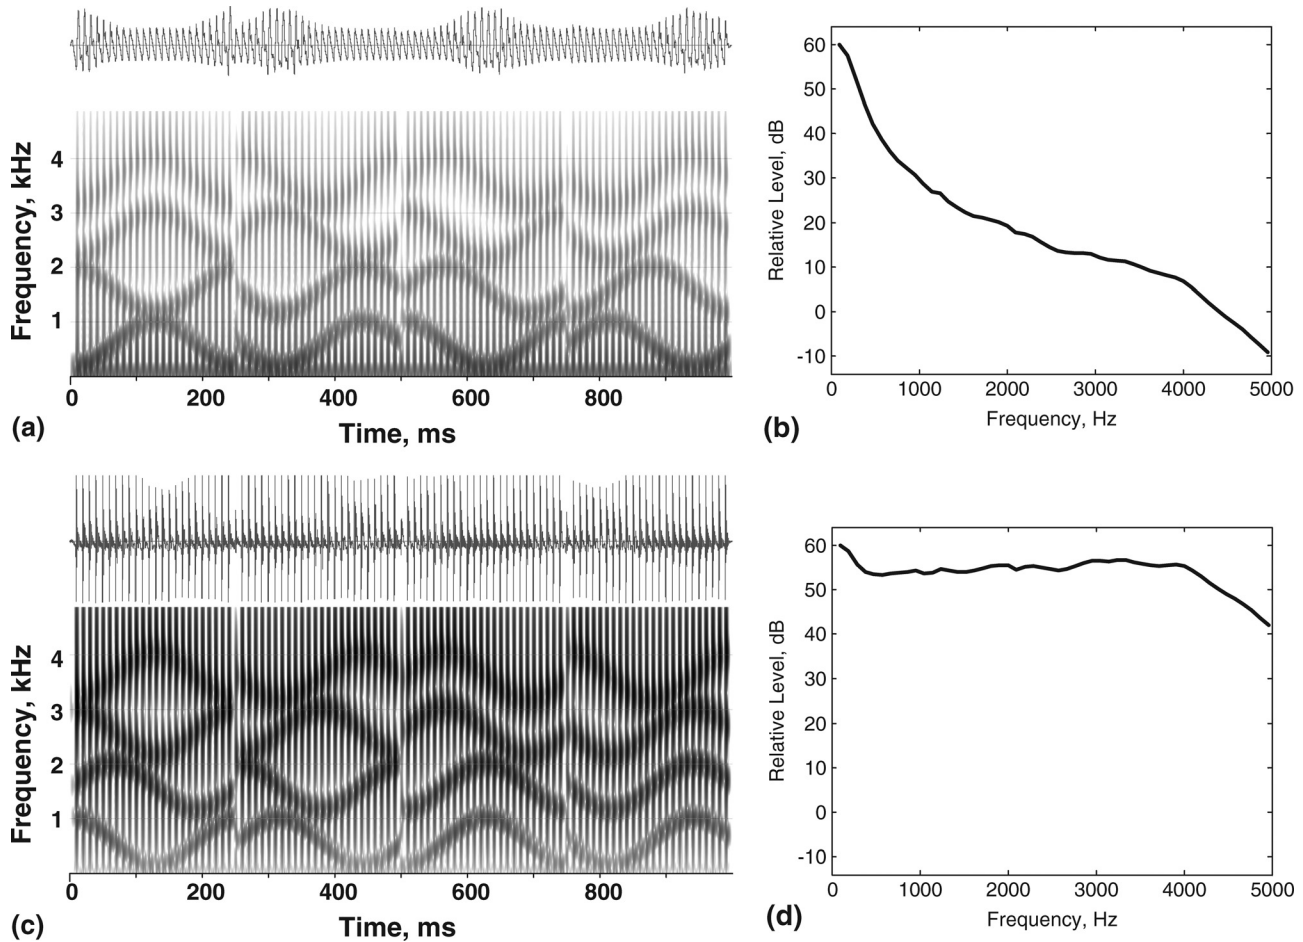 Frequency, kHz
4
3
2
1
0 200 400 600 800
Time, ms
(a)
Relative Level, dB
60
50
40
30
20
10
0
-10
0 1000 2000 3000 4000 5000
Frequency, Hz
(b)
Frequency, kHz
4
3
2
1
0 200 400 600 800
Time, ms
(c)
Relative Level, dB
60
50
40
30
20
10
0
-10
0 1000 2000 3000 4000 5000
Frequency, Hz
(d)